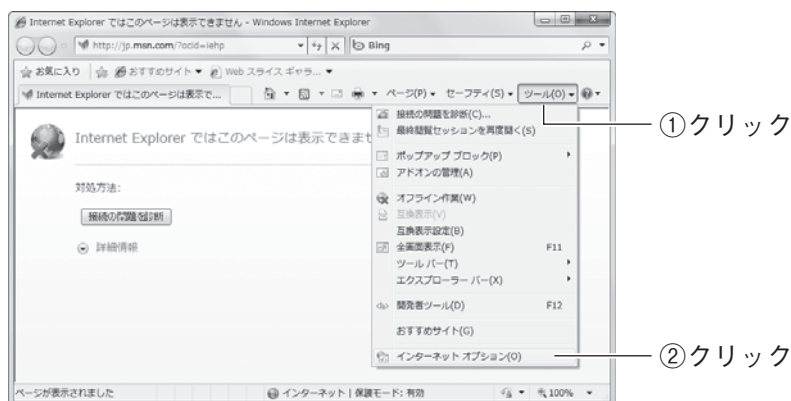 Internet Explorer ではこのページは表示できません - Windows Internet Explorer
http://jp.msn.com/?ocid=iehp
Bing
お気に入り
おすすめサイト
Web スライス ギャラ...
Internet Explorer ではこのページは表示で...
ページ(P)
セーフティ(S)
ツール(O)
①クリック
Internet Explorer ではこのページは表示できませ
対処方法:
接続の問題を診断
詳細情報
接続の問題を診断(C)...
最終閲覧セッションを再度開く(S)
ポップアップ ブロック(P)
アドオンの管理(A)
オフライン作業(W)
互換表示(V)
互換表示設定(B)
全画面表示(F) F11
ツール バー(T)
エクスプローラー バー(X)
開発者ツール(D) F12
おすすめサイト(G)
インターネット オプション(O)
②クリック
ページが表示されました
インターネット | 保護モード: 有効
100%